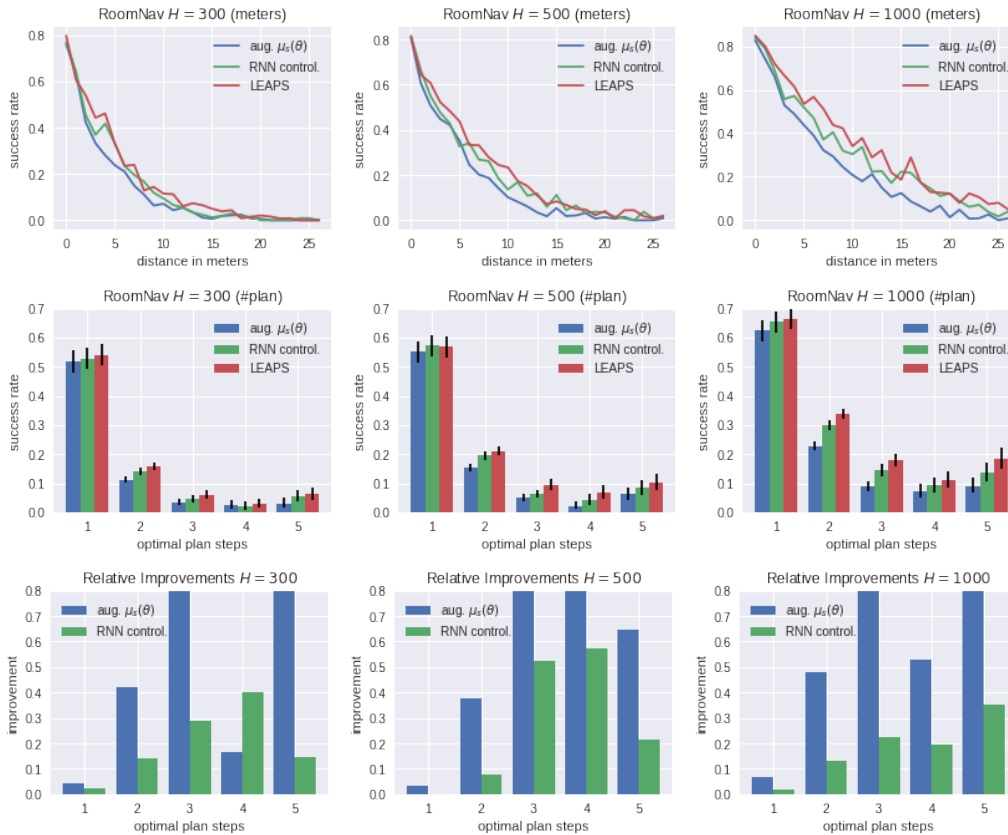 RoomNav H = 300 (meters)
0.8
0.6
0.4
0.2
0.0
success rate
aug. μₛ(θ)
RNN control.
LEAPS
0 5 10 15 20 25
distance in meters
RoomNav H = 500 (meters)
0.8
0.6
0.4
0.2
0.0
success rate
aug. μₛ(θ)
RNN control.
LEAPS
0 5 10 15 20 25
distance in meters
RoomNav H = 1000 (meters)
0.8
0.6
0.4
0.2
0.0
success rate
aug. μₛ(θ)
RNN control.
LEAPS
0 5 10 15 20 25
distance in meters
RoomNav H = 300 (#plan)
0.7
0.6
0.5
0.4
0.3
0.2
0.1
0.0
success rate
aug. μₛ(θ)
RNN control.
LEAPS
1 2 3 4 5
optimal plan steps
RoomNav H = 500 (#plan)
0.7
0.6
0.5
0.4
0.3
0.2
0.1
0.0
success rate
aug. μₛ(θ)
RNN control.
LEAPS
1 2 3 4 5
optimal plan steps
RoomNav H = 1000 (#plan)
0.7
0.6
0.5
0.4
0.3
0.2
0.1
0.0
success rate
aug. μₛ(θ)
RNN control.
LEAPS
1 2 3 4 5
optimal plan steps
Relative Improvements H = 300
0.8
0.7
0.6
0.5
0.4
0.3
0.2
0.1
0.0
improvement
aug. μₛ(θ)
RNN control.
1 2 3 4 5
optimal plan steps
Relative Improvements H = 500
0.8
0.7
0.6
0.5
0.4
0.3
0.2
0.1
0.0
improvement
aug. μₛ(θ)
RNN control.
1 2 3 4 5
optimal plan steps
Relative Improvements H = 1000
0.8
0.7
0.6
0.5
0.4
0.3
0.2
0.1
0.0
improvement
aug. μₛ(θ)
RNN control.
1 2 3 4 5
optimal plan steps